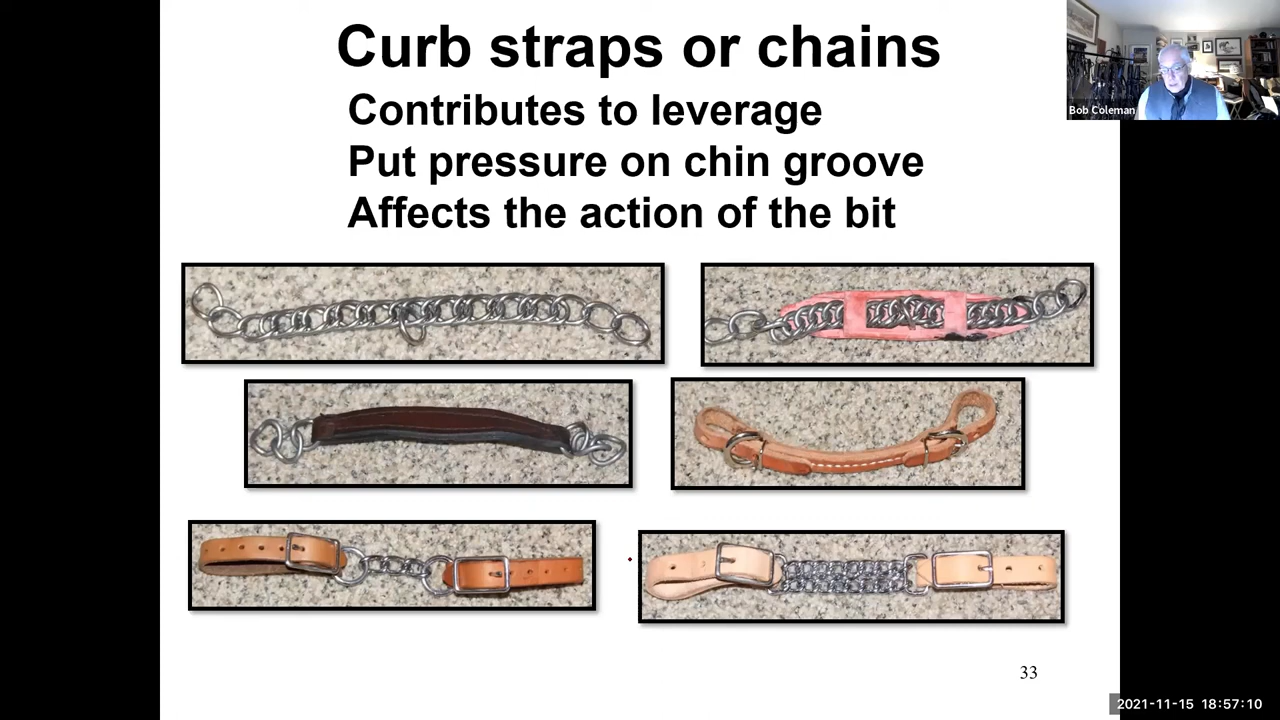 Curb straps or chains
Contributes to leverage
Put pressure on chin groove
Affects the action of the bit
Bob Coleman
33
2021-11-15 18:57:10